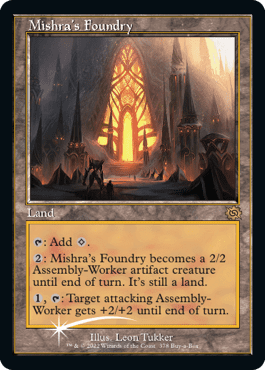 Mishra's Foundry
Land
: Add .
2: Mishra's Foundry becomes a 2/2
Assembly-Worker artifact creature
until end of turn. It's still a land.
1, : Target attacking Assembly-
Worker gets +2/+2 until end of turn.
Illus. Leon Tukker
™ & © 2022 Wizards of the Coast 378 Buy-a-Box